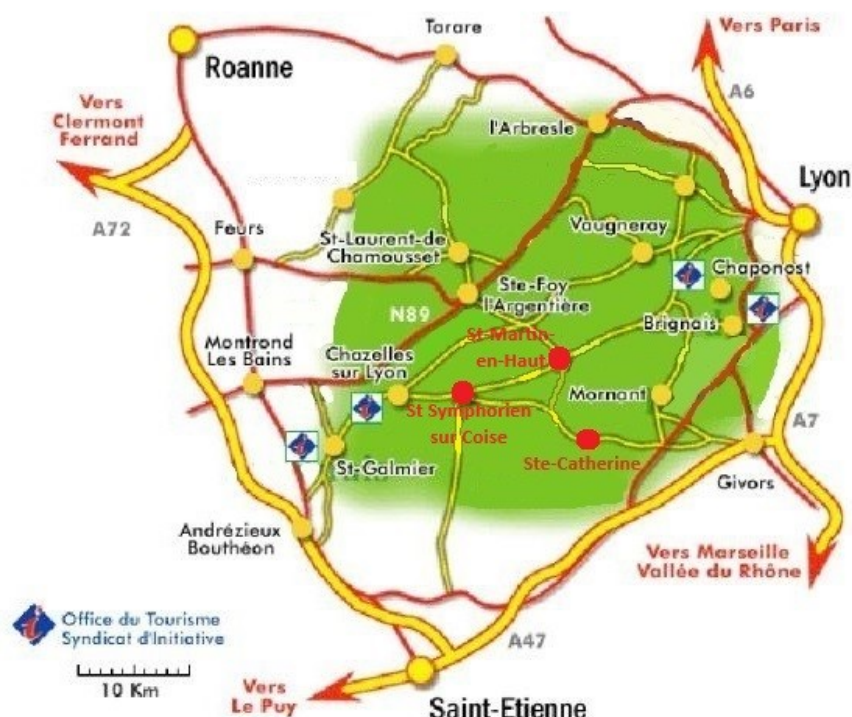 Tarare
Vers Paris
Roanne
A6
Vers
Clermont
Ferrand
l'Arbresle
Lyon
A72
Feurs
St-Laurent-de
Chamousset
Vaugneray
Chaponost
Ste-Foy
l'Argentière
N89
Brignais
St-Martin-
en-Haut
Montrond
Les Bains
Chazelles
sur Lyon
Mornant
A7
St Symphorien
sur Coise
Ste-Catherine
St-Galmier
Givors
Andrézieux
Bouthéon
Vers Marseille
Vallée du Rhône
Office du Tourisme
Syndicat d'Initiative
A47
10 Km
Vers
Le Puy
Saint-Etienne